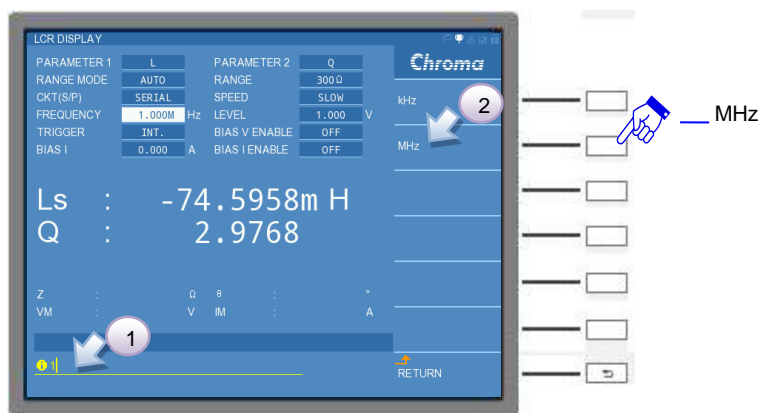 LCR DISPLAY
PARAMETER 1 L PARAMETER 2 Q
RANGE MODE AUTO RANGE 300 Ω
CKT(S/P) SERIAL SPEED SLOW
FREQUENCY 1.000M Hz LEVEL 1.000 V
TRIGGER INT. BIAS V ENABLE OFF
BIAS I 0.000 A BIAS I ENABLE OFF
Ls : -74.5958m H
Q : 2.9768
Z : Ω θ : °
VM : V IM : A
1
1
Chroma
kHz
2
MHz
RETURN
__ MHz